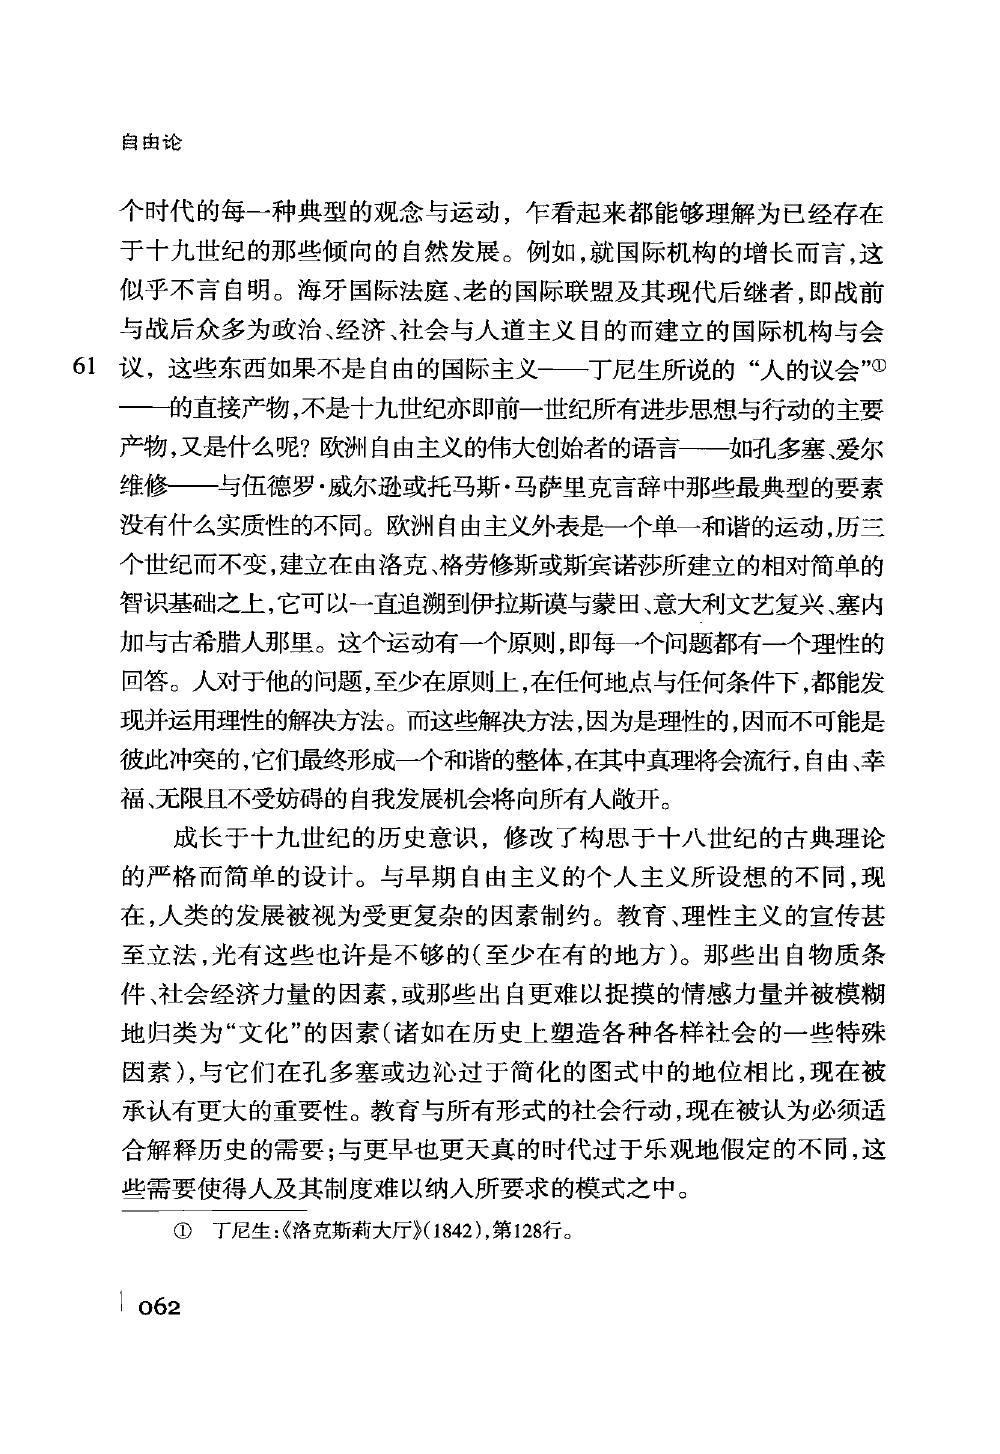 自由论
个时代的每一种典型的观念与运动，乍看起来都能够理解为已经存在
于十九世纪的那些倾向的自然发展。例如，就国际机构的增长而言，这
似乎不言自明。海牙国际法庭、老的国际联盟及其现代后继者，即战前
与战后众多为政治、经济、社会与人道主义目的而建立的国际机构与会
61 议，这些东西如果不是自由的国际主义——丁尼生所说的“人的议会”①
——的直接产物，不是十九世纪亦即前一世纪所有进步思想与行动的主要
产物，又是什么呢？欧洲自由主义的伟大创始者的语言——如孔多塞、爱尔
维修——与伍德罗·威尔逊或托马斯·马萨里克言辞中那些最典型的要素
没有什么实质性的不同。欧洲自由主义外表是一个单一和谐的运动，历三
个世纪而不变，建立在由洛克、格劳修斯或斯宾诺莎所建立的相对简单的
智识基础之上，它可以一直追溯到伊拉斯谟与蒙田、意大利文艺复兴、塞内
加与古希腊人那里。这个运动有一个原则，即每一个问题都有一个理性的
回答。人对于他的问题，至少在原则上，在任何地点与任何条件下，都能发
现并运用理性的解决方法。而这些解决方法，因为是理性的，因而不可能是
彼此冲突的，它们最终形成一个和谐的整体，在其中真理将会流行，自由、幸
福、无限且不受妨碍的自我发展机会将向所有人敞开。
成长于十九世纪的历史意识，修改了构思于十八世纪的古典理论
的严格而简单的设计。与早期自由主义的个人主义所设想的不同，现
在，人类的发展被视为受更复杂的因素制约。教育、理性主义的宣传甚
至立法，光有这些也许是不够的（至少在有的地方）。那些出自物质条
件、社会经济力量的因素，或那些出自更难以捉摸的情感力量并被模糊
地归类为“文化”的因素（诸如在历史上塑造各种各样社会的一些特殊
因素），与它们在孔多塞或边沁过于简化的图式中的地位相比，现在被
承认有更大的重要性。教育与所有形式的社会行动，现在被认为必须适
合解释历史的需要；与更早也更天真的时代过于乐观地假定的不同，这
些需要使得人及其制度难以纳入所要求的模式之中。
① 丁尼生：《洛克斯莉大厅》（1842），第128行。
062